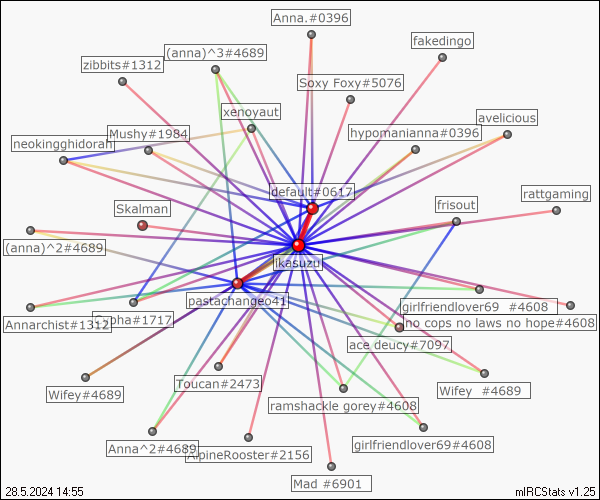 Anna.#0396
fakedingo
(anna)^3#4689
zibbits#1312
Soxy Foxy#5076
xenoyaut
avelicious
Mushy#1984
hypomanianna#0396
neokingghidorah
default#0617
rattgaming
frisout
Skalman
(anna)^2#4689
ikasuzu
pastachangeo41
girlfriendlover69 #4608
Annarchist#1312
#1717
no cops no laws no hope#4608
ace deucy#7097
Toucan#2473
Wifey#4689
Wifey #4689
ramshackle gorey#4608
Anna^2#4689
girlfriendlover69#4608
AlpineRooster#2156
Mad #6901
28.5.2024 14:55
mIRCStats v1.25